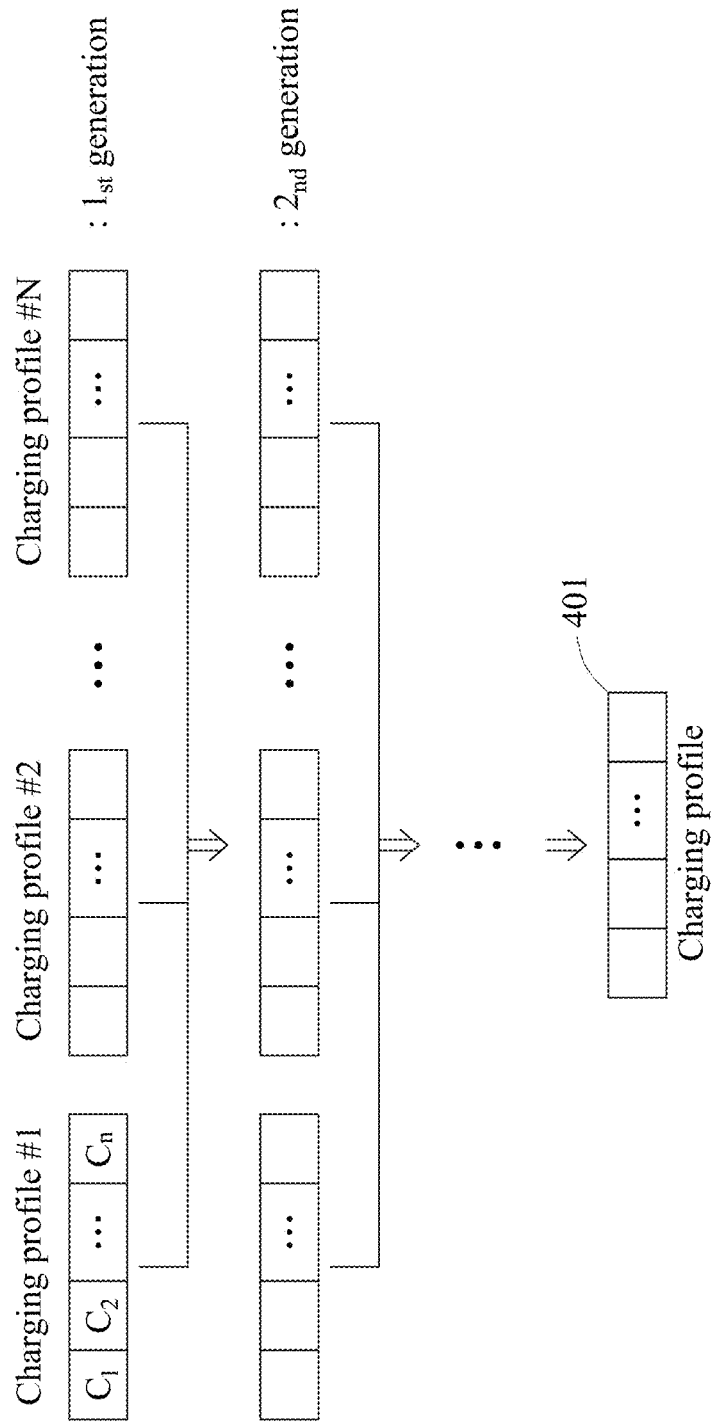 Charging profile #1 Charging profile #2 Charging profile #N
C₁ C₂ ... Cₙ ... ... ... : 1st generation
... ... ... ... : 2nd generation
...
401
...
Charging profile